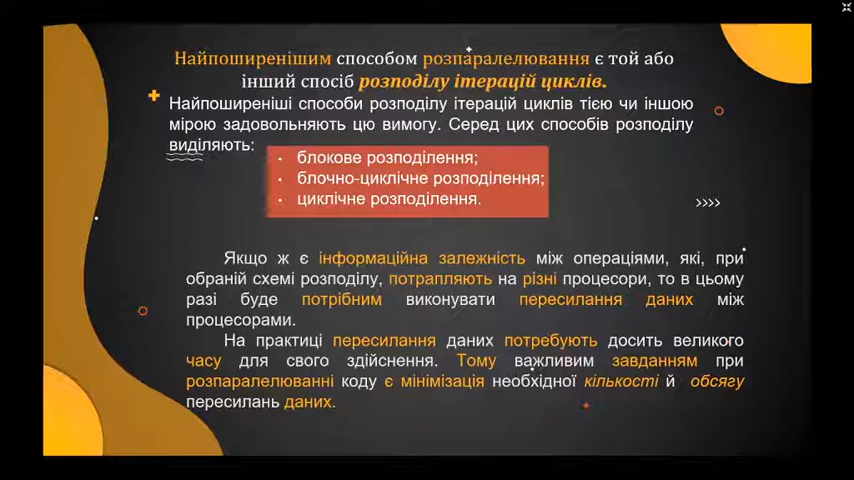 Найпоширенішим способом розпаралелювання є той або
інший спосіб розподілу ітерацій циклів.
Найпоширеніші способи розподілу ітерацій циклів тією чи іншою
мірою задовольняють цю вимогу. Серед цих способів розподілу
виділяють:
• блокове розподілення;
• блочно-циклічне розподілення;
• циклічне розподілення.
Якщо ж є інформаційна залежність між операціями, які, при
обраній схемі розподілу, потрапляють на різні процесори, то в цьому
разі буде потрібним виконувати пересилання даних між
процесорами.
На практиці пересилання даних потребують досить великого
часу для свого здійснення. Тому важливим завданням при
розпаралелюванні коду є мінімізація необхідної кількості й обсягу
пересилань даних.